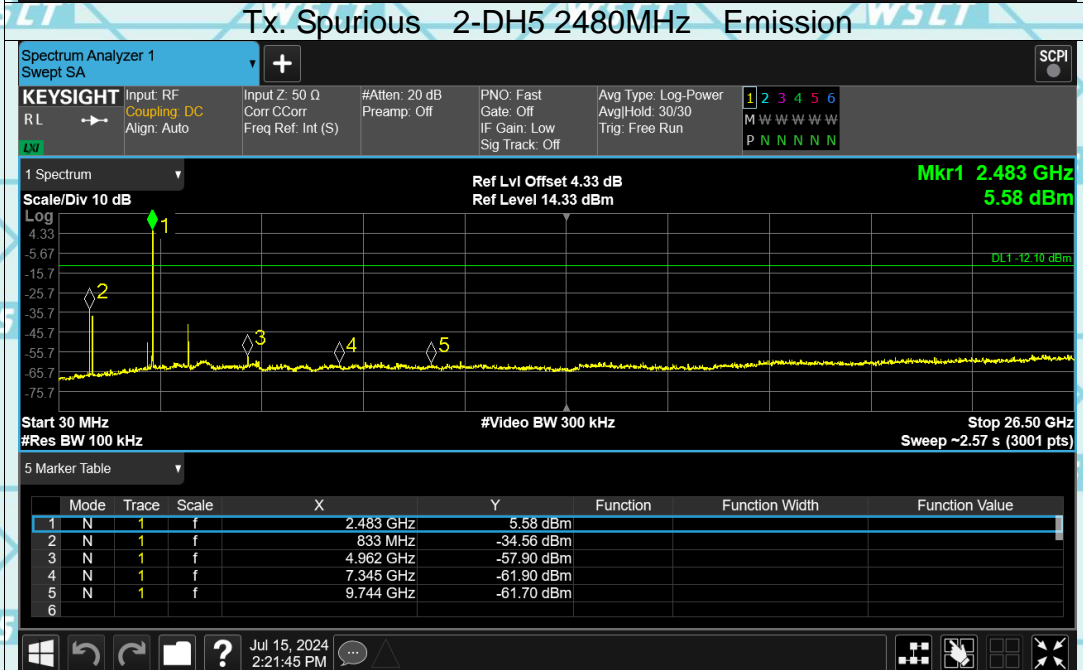 Tx. Spurious 2-DH5 2480MHz Emission
Spectrum Analyzer 1
Swept SA
+
SCPI
KEYSIGHT Input: RF Input Z: 50 Ω #Atten: 20 dB PNO: Fast Avg Type: Log-Power 1 2 3 4 5 6
RL Coupling: DC Corr CCorr Preamp: Off Gate: Off Avg|Hold: 30/30 M W W W W W
Align: Auto Freq Ref: Int (S) IF Gain: Low Trig: Free Run
LXI Sig Track: Off P N N N N N
1 Spectrum
Scale/Div 10 dB
Ref Lvl Offset 4.33 dB
Ref Level 14.33 dBm
Mkr1 2.483 GHz
5.58 dBm
Log
1
4.33
-5.67
DL1 -12.10 dBm
-15.7
-25.7
2
-35.7
-45.7
3
4
5
-55.7
-65.7
-75.7
Start 30 MHz #Video BW 300 kHz Stop 26.50 GHz
#Res BW 100 kHz Sweep ~2.57 s (3001 pts)
5 Marker Table
Mode Trace Scale X Y Function Function Width Function Value
1 N 1 f 2.483 GHz 5.58 dBm
2 N 1 f 833 MHz -34.56 dBm
3 N 1 f 4.962 GHz -57.90 dBm
4 N 1 f 7.345 GHz -61.90 dBm
5 N 1 f 9.744 GHz -61.70 dBm
6
? Jul 15, 2024
2:21:45 PM